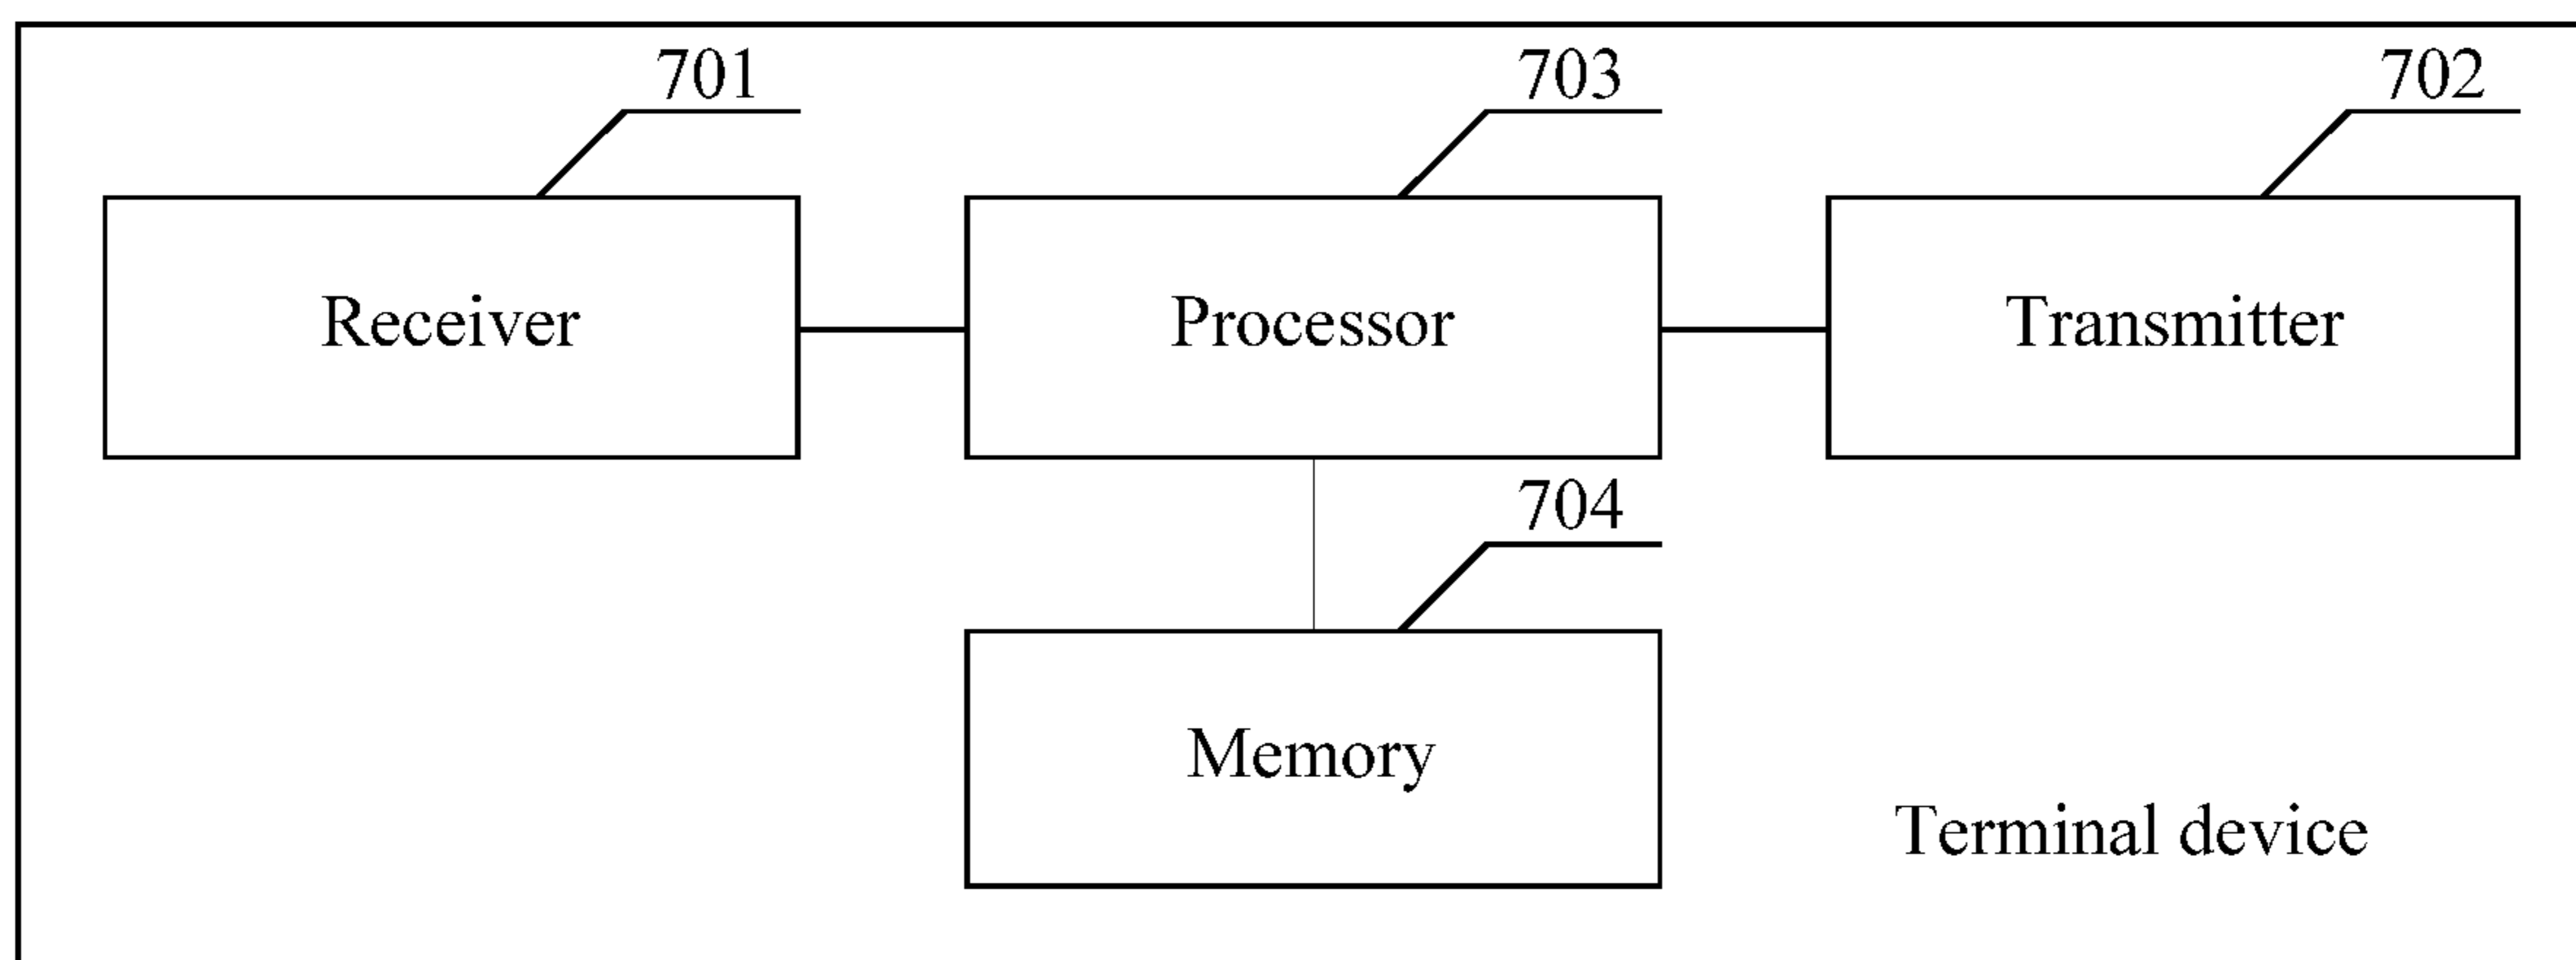 701
703
702
Receiver
Processor
Transmitter
704
Memory
Terminal device